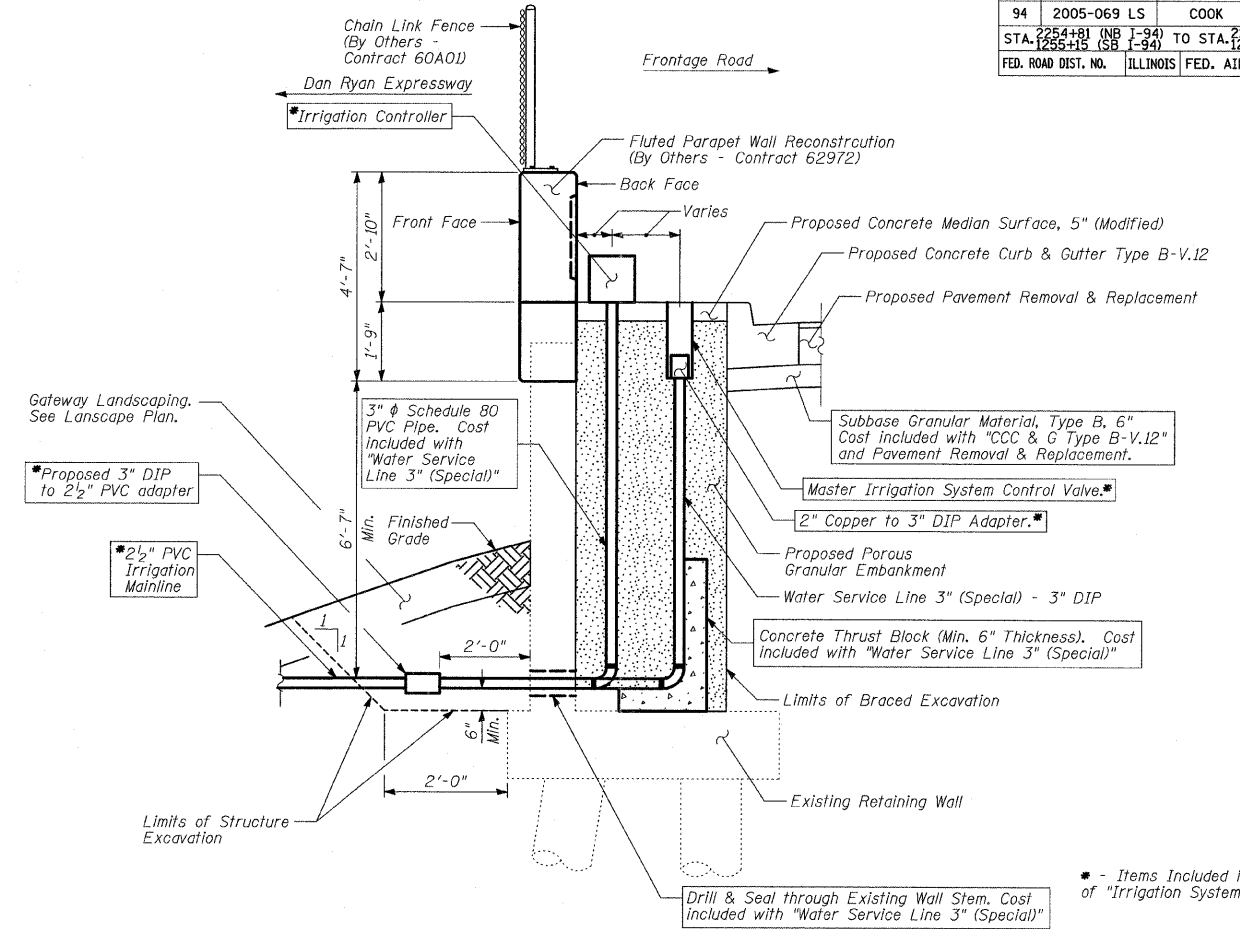 94 2005-069 LS COOK
STA. 2254+81 (NB I-94) TO STA.
1255+15 (SB I-94)
FED. ROAD DIST. NO. ILLINOIS FED.
Chain Link Fence
(By Others -
Contract 60A01)
Frontage Road
Dan Ryan Expressway
*Irrigation Controller
Fluted Parapet Wall Reconstrcution
(By Others - Contract 62972)
Back Face
Front Face
Varies
4'-7"
2'-10"
1'-9"
Proposed Concrete Median Surface, 5" (Modified)
Proposed Concrete Curb & Gutter Type B-V.12
Proposed Pavement Removal & Replacement
Gateway Landscaping.
See Lanscape Plan.
3" ϕ Schedule 80
PVC Pipe. Cost
included with
"Water Service
Line 3" (Special)"
Subbase Granular Material, Type B, 6"
Cost included with "CCC & G Type B-V.12"
and Pavement Removal & Replacement.
*Proposed 3" DIP
to 2½" PVC adapter
Master Irrigation System Control Valve.*
2" Copper to 3" DIP Adapter.*
6'-7"
Min.
Finished
Grade
*2½" PVC
Irrigation
Mainline
Proposed Porous
Granular Embankment
Water Service Line 3" (Special) - 3" DIP
1
1
2'-0"
Concrete Thrust Block (Min. 6" Thickness). Cost
included with "Water Service Line 3" (Special)"
Limits of Braced Excavation
6"
Min.
2'-0"
Existing Retaining Wall
Limits of Structure
Excavation
* - Items Included
of "Irrigation System
Drill & Seal through Existing Wall Stem. Cost
included with "Water Service Line 3" (Special)"